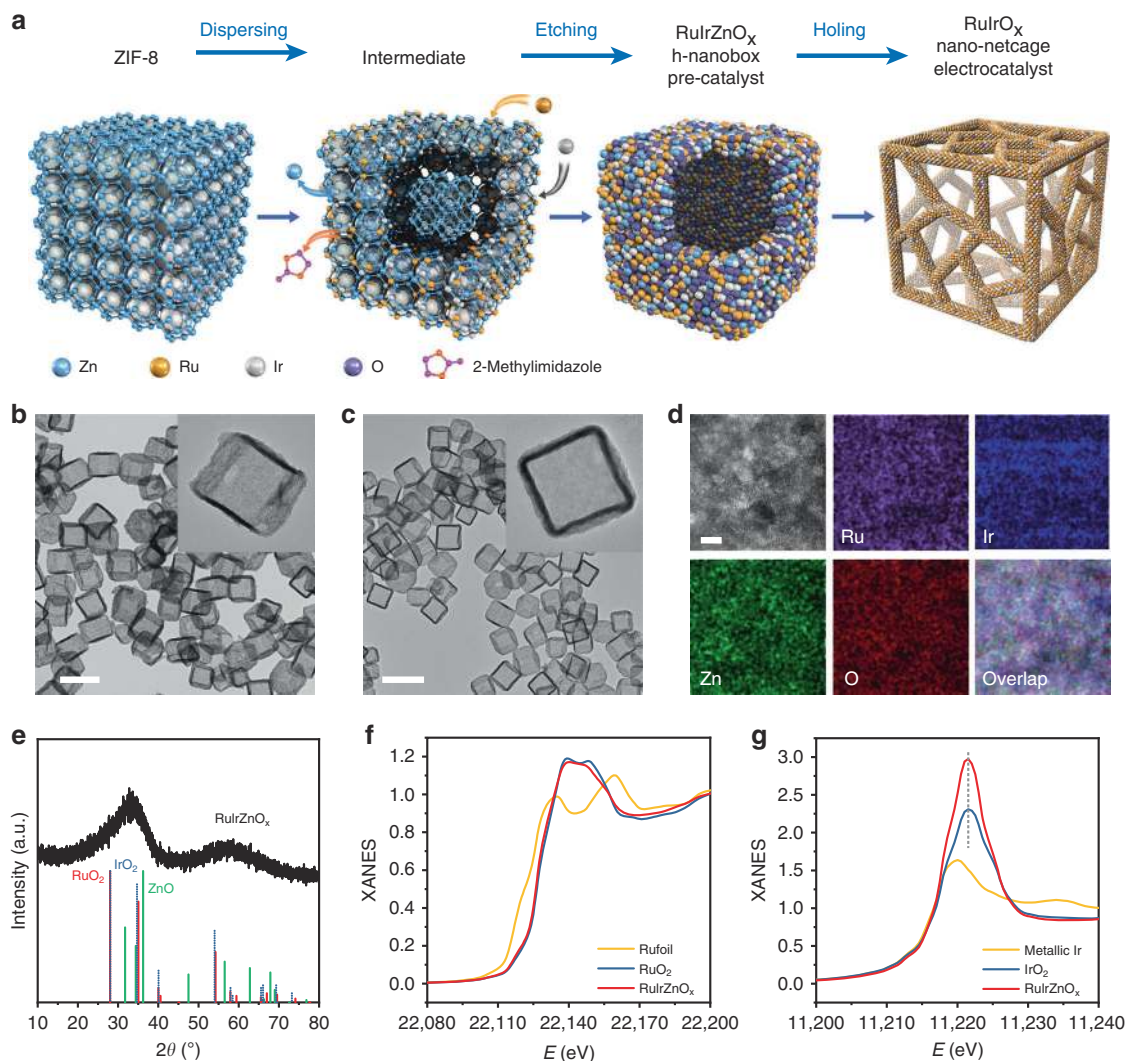 a
Dispersing
Etching
Holing
ZIF-8
Intermediate
RuIrZnOx
h-nanobox
pre-catalyst
RuIrOx
nano-netcage
electrocatalyst
Zn
Ru
Ir
O
2-Methylimidazole
b
c
d
Ru
Ir
Zn
O
Overlap
e
Intensity (a.u.)
RuIrZnOx
RuO2
IrO2
ZnO
10 20 30 40 50 60 70 80
2θ (°)
f
XANES
1.2
1.0
0.8
0.6
0.4
0.2
0.0
Rufoil
RuO2
RuIrZnOx
22,080 22,110 22,140 22,170 22,200
E (eV)
g
XANES
3.0
2.5
2.0
1.5
1.0
0.5
0.0
Metallic Ir
IrO2
RuIrZnOx
11,200 11,210 11,220 11,230 11,240
E (eV)